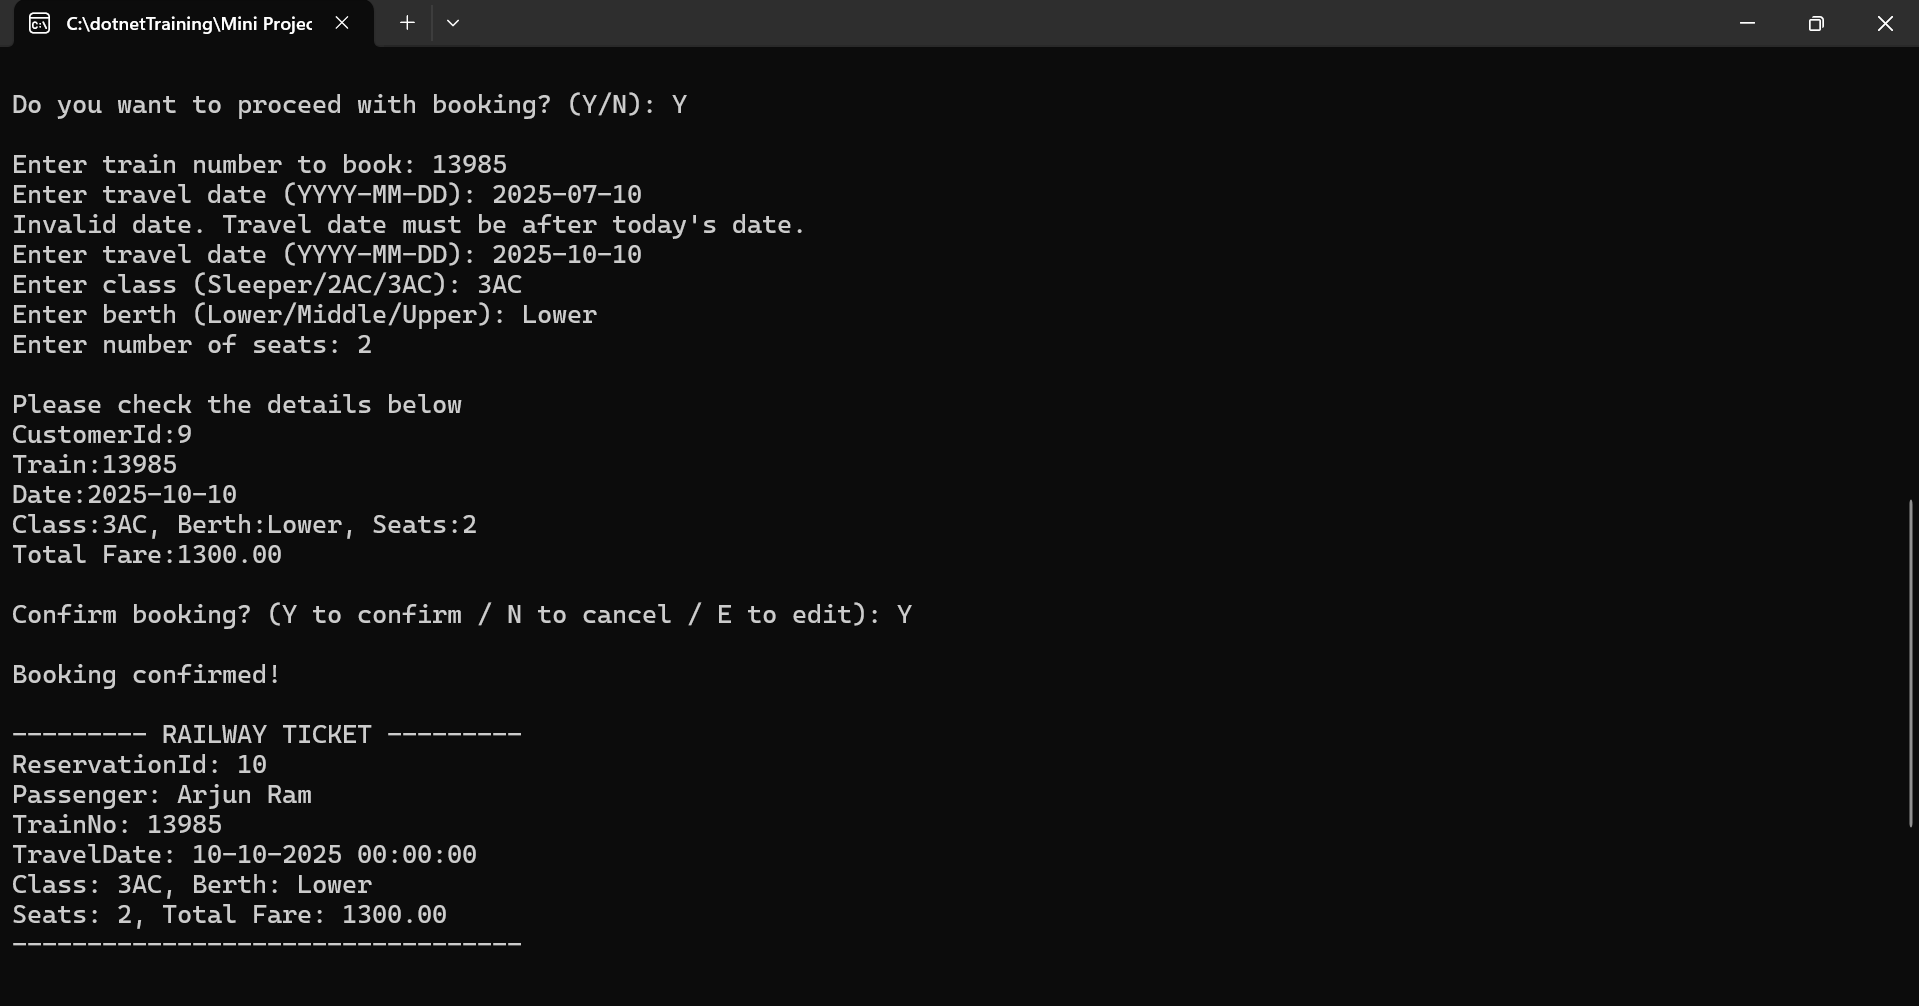 C:\dotnetTraining\Mini Projec
Do you want to proceed with booking? (Y/N): Y
Enter train number to book: 13985
Enter travel date (YYYY-MM-DD): 2025-07-10
Invalid date. Travel date must be after today's date.
Enter travel date (YYYY-MM-DD): 2025-10-10
Enter class (Sleeper/2AC/3AC): 3AC
Enter berth (Lower/Middle/Upper): Lower
Enter number of seats: 2
Please check the details below
CustomerId:9
Train:13985
Date:2025-10-10
Class:3AC, Berth:Lower, Seats:2
Total Fare:1300.00
Confirm booking? (Y to confirm / N to cancel / E to edit): Y
Booking confirmed!
--------- RAILWAY TICKET ---------
ReservationId: 10
Passenger: Arjun Ram
TrainNo: 13985
TravelDate: 10-10-2025 00:00:00
Class: 3AC, Berth: Lower
Seats: 2, Total Fare: 1300.00
----------------------------------